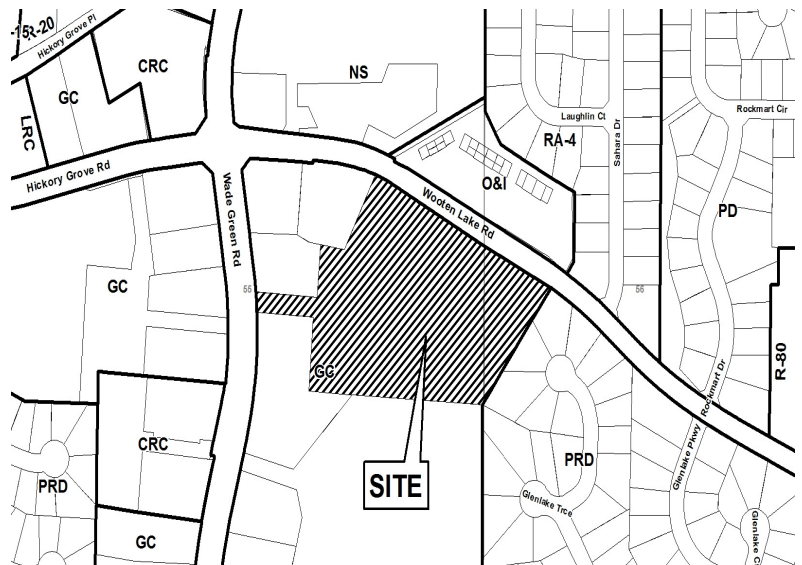 -15
R-20
Hickory Grove Pl
CRC
GC
LRC
NS
Laughlin Ct
RA-4
Sahara Dr
Rockmart Cir
O&I
Hickory Grove Rd
Wade Green Rd
Wooten Lake Rd
PD
GC
55
56
GC
R-80
Rockmart Dr
Glenlake Pkwy
CRC
SITE
PRD
PRD
Glenlake Trce
GC
Glenlake C